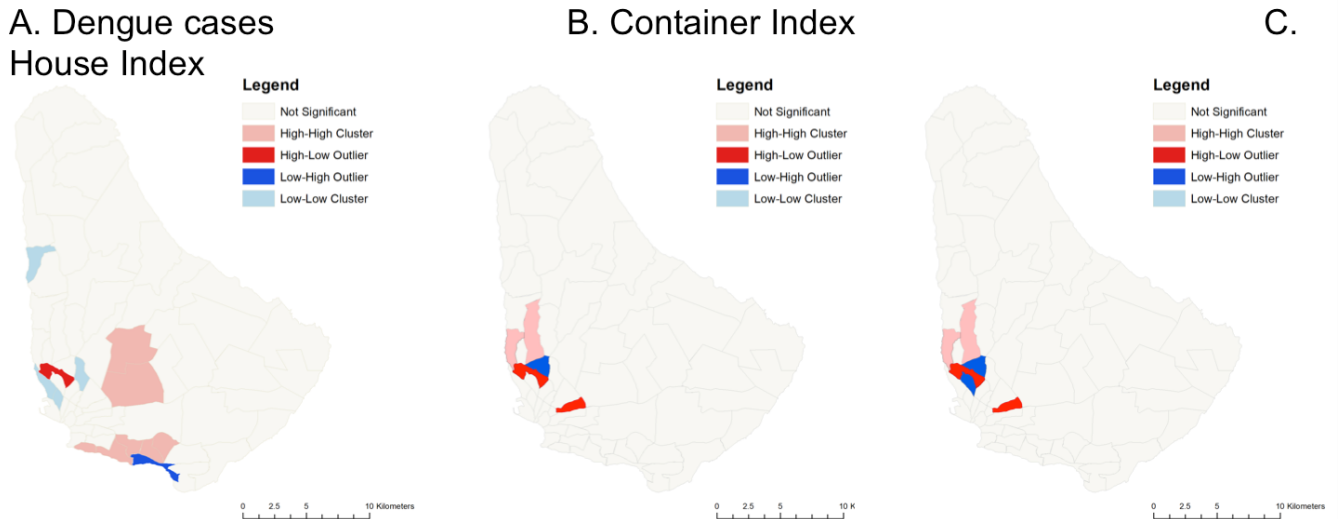 A. Dengue cases
B. Container Index
C.
House Index
Legend
Not Significant
High-High Cluster
High-Low Outlier
Low-High Outlier
Low-Low Cluster
0 2.5 5 10 Kilometers
Legend
Not Significant
High-High Cluster
High-Low Outlier
Low-High Outlier
Low-Low Cluster
0 2.5 5 10 K
Legend
Not Significant
High-High Cluster
High-Low Outlier
Low-High Outlier
Low-Low Cluster
0 2.5 5 10 Kilometers